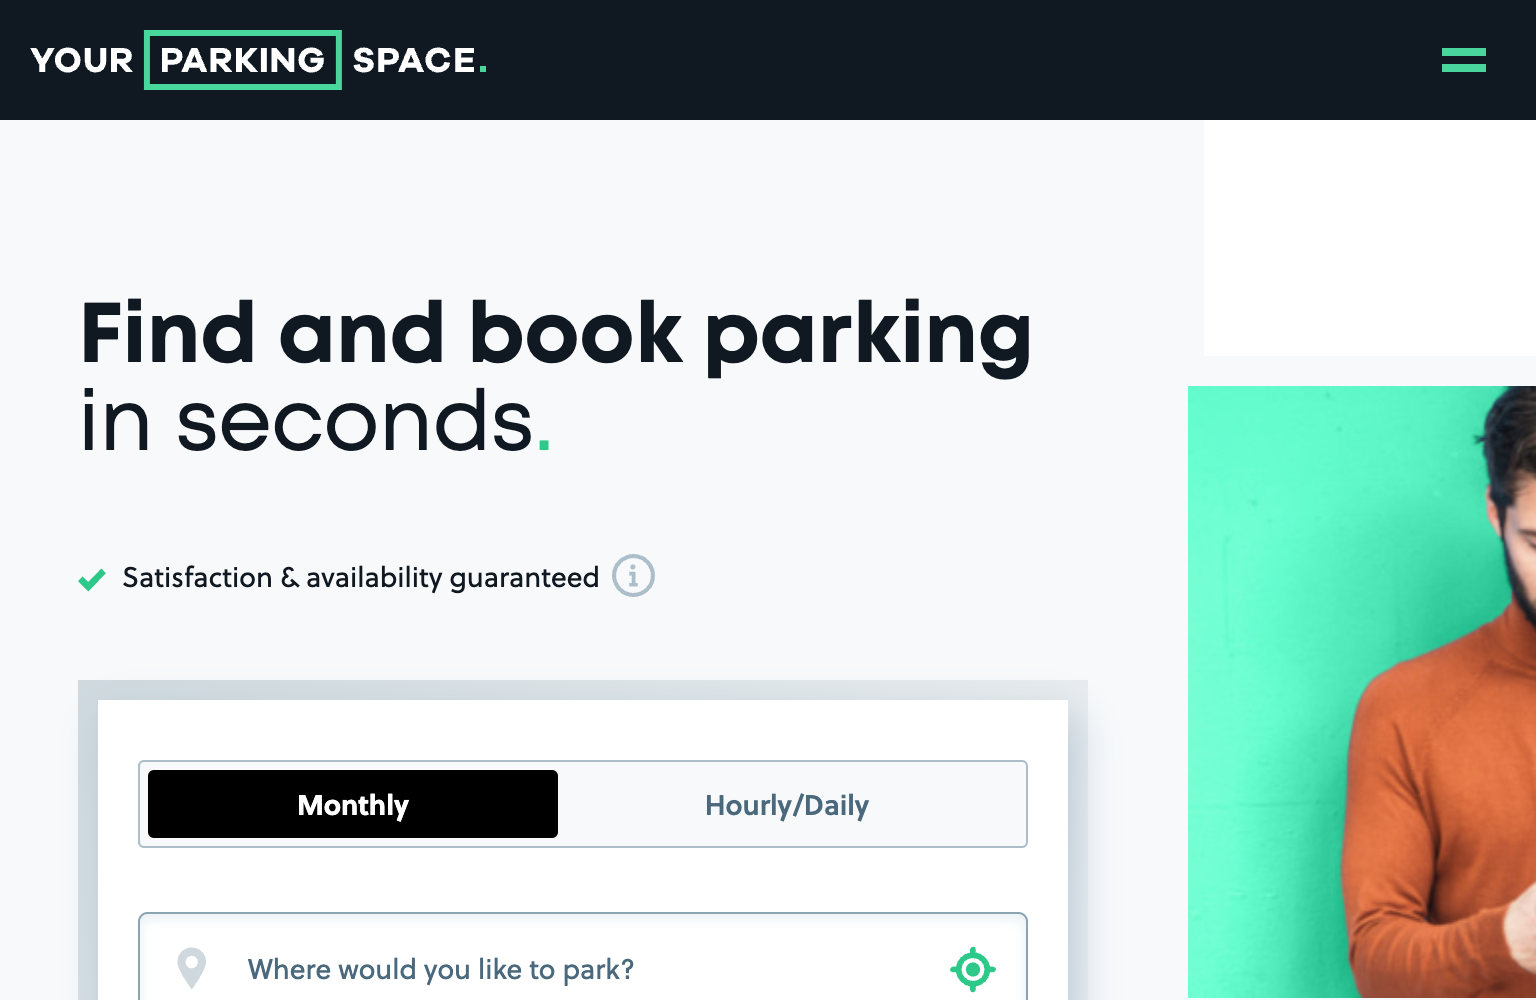 YOUR PARKING SPACE.
Find and book parking
in seconds.
Satisfaction & availability guaranteed
Monthly
Hourly/Daily
Where would you like to park?